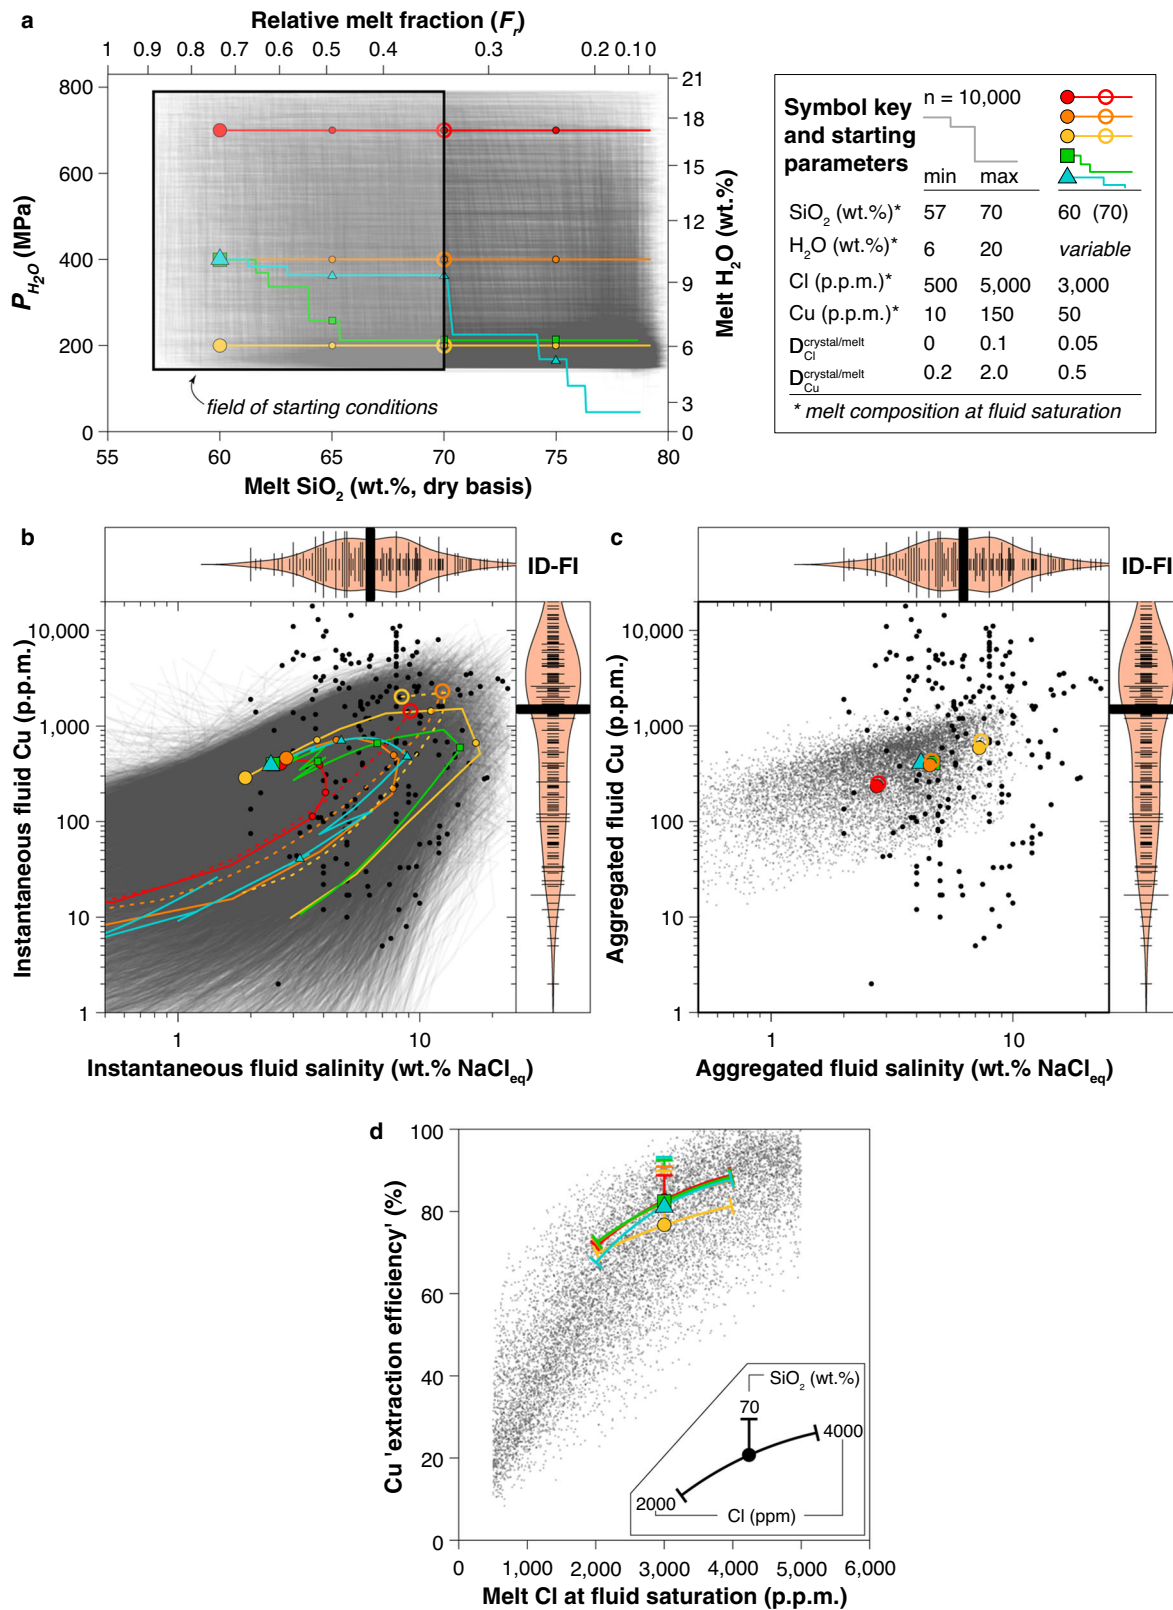 a
Relative melt fraction (Fr)
1 0.9 0.8 0.7 0.6 0.5 0.4 0.3 0.2 0.10 0
800
600
400
200
0
PH2O (MPa)
21
18
15
12
9
6
3
0
Melt H2O (wt.%)
field of starting conditions
55 60 65 70 75 80
Melt SiO2 (wt.%, dry basis)
Symbol key and starting parameters
n = 10,000
min max
SiO2 (wt.%)* 57 70 60 (70)
H2O (wt.%)* 6 20 variable
Cl (p.p.m.)* 500 5,000 3,000
Cu (p.p.m.)* 10 150 50
DCl crystal/melt 0 0.1 0.05
DCu crystal/melt 0.2 2.0 0.5
* melt composition at fluid saturation
b
ID-FI
10,000
1,000
100
10
1
Instantaneous fluid Cu (p.p.m.)
1 10
Instantaneous fluid salinity (wt.% NaCleq)
c
ID-FI
10,000
1,000
100
10
1
Aggregated fluid Cu (p.p.m.)
1 10
Aggregated fluid salinity (wt.% NaCleq)
d
100
80
60
40
20
0
Cu 'extraction efficiency' (%)
SiO2 (wt.%)
70
4000
2000
Cl (ppm)
0 1,000 2,000 3,000 4,000 5,000 6,000
Melt Cl at fluid saturation (p.p.m.)